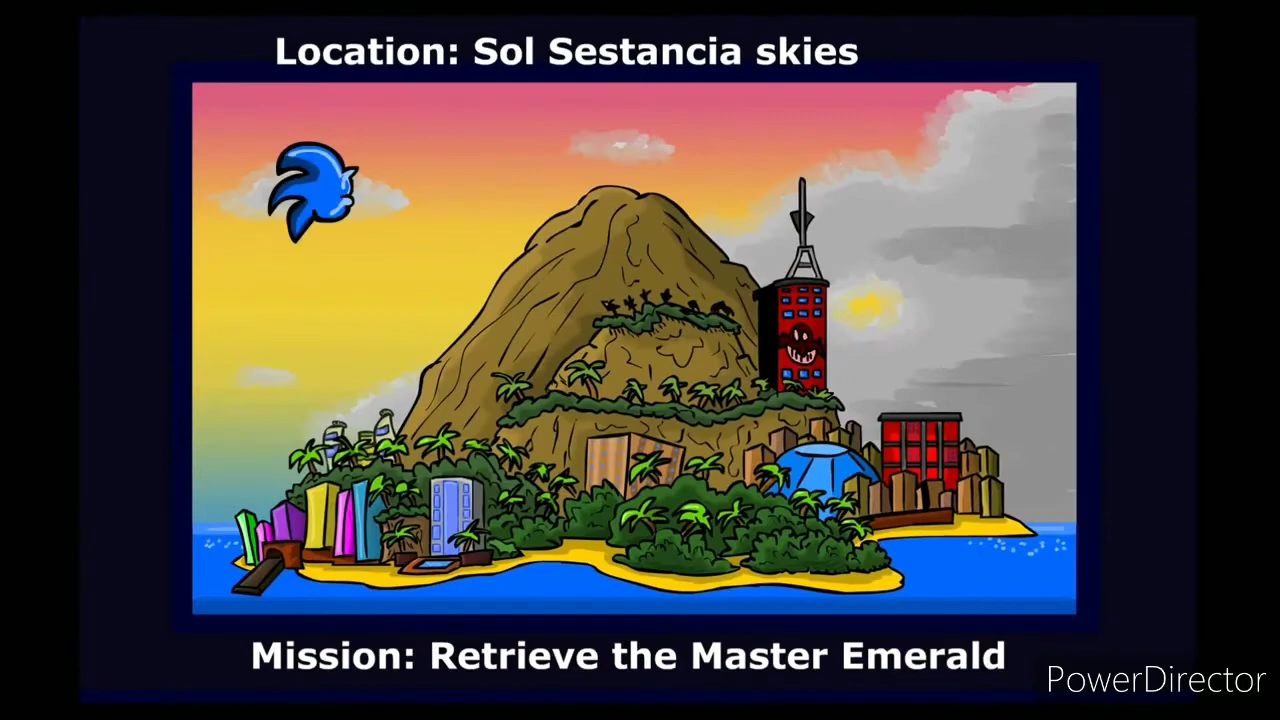 Location: Sol Sestancia skies
Mission: Retrieve the Master Emerald
PowerDirector